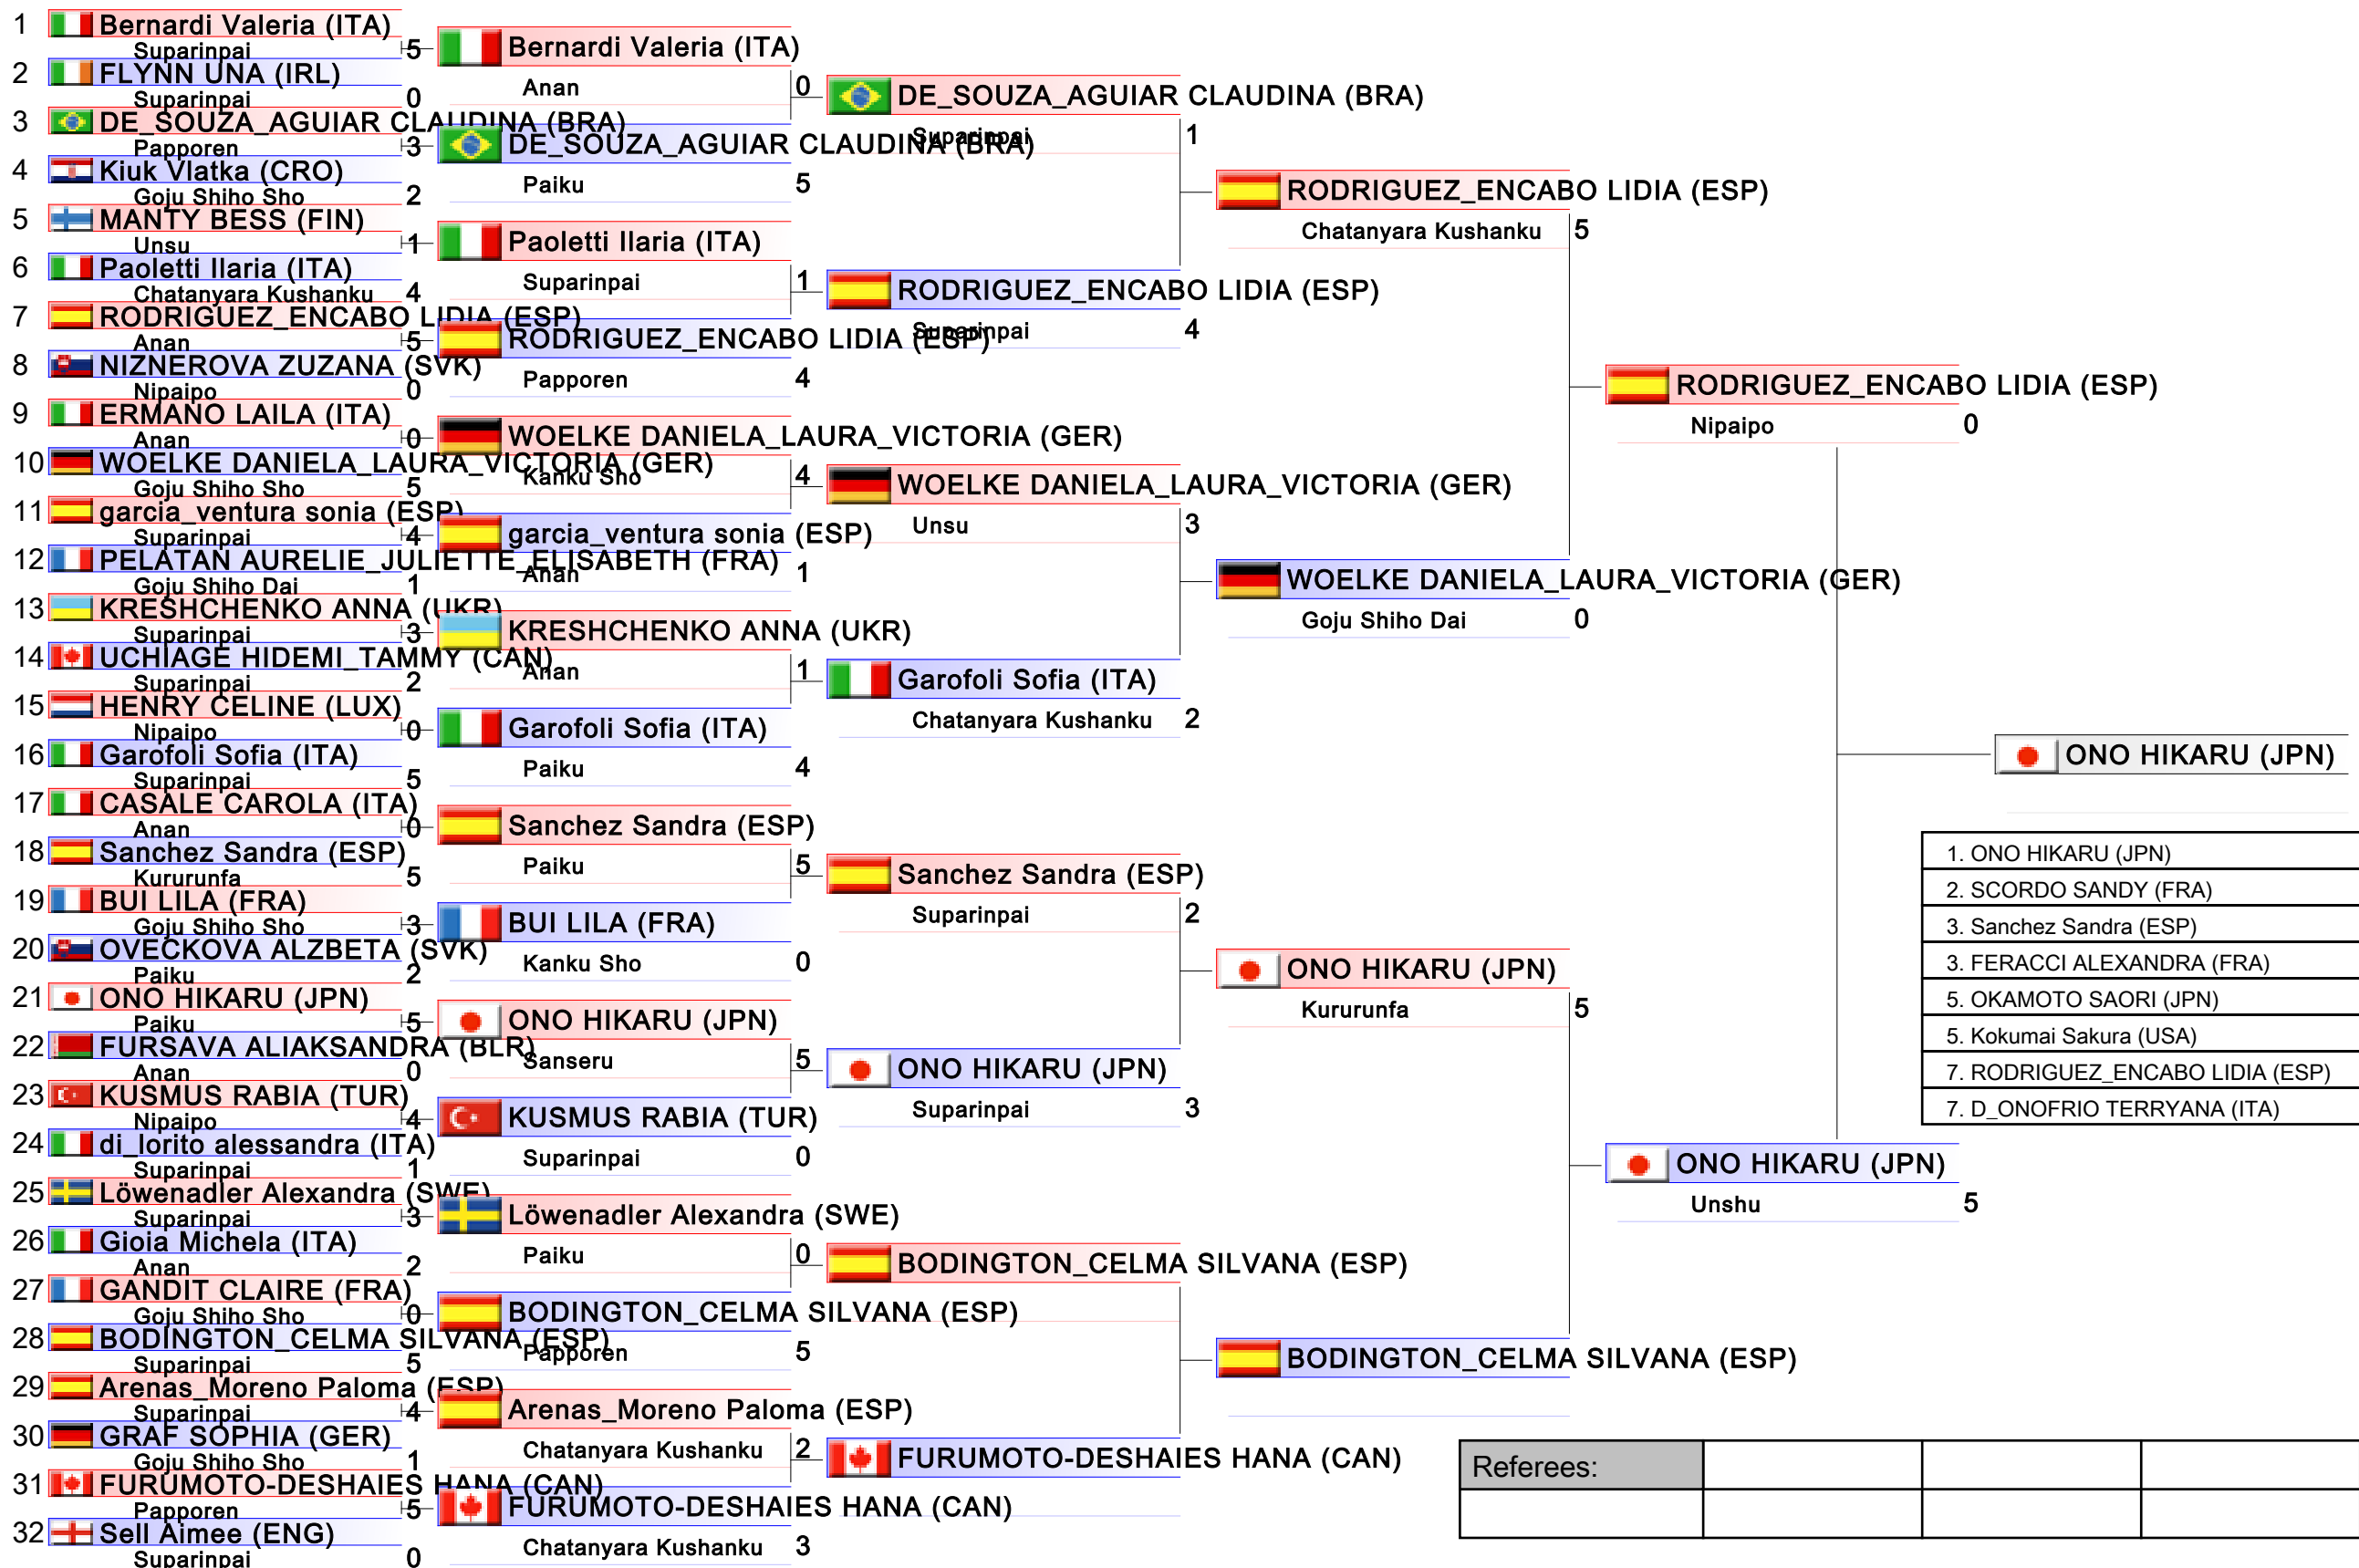 1 Bernardi Valeria (ITA)
Suparinpai 5
2 FLYNN UNA (IRL)
Suparinpai 0
3 DE_SOUZA_AGUIAR CLAUDINA (BRA)
Papporen 3
4 Kiuk Vlatka (CRO)
Goju Shiho Sho 2
5 MANTY BESS (FIN)
Unsu 1
6 Paoletti Ilaria (ITA)
Chatanyara Kushanku 4
7 RODRIGUEZ_ENCABO LIDIA (ESP)
Anan 5
8 NIZNEROVA ZUZANA (SVK)
Nipaipo 0
9 ERMANO LAILA (ITA)
Anan 0
10 WOELKE DANIELA_LAURA_VICTORIA (GER)
Goju Shiho Sho 5
11 garcia_ventura sonia (ESP)
Suparinpai 4
12 PELATAN AURELIE_JULIETTE_ELISABETH (FRA)
Goju Shiho Dai 1
13 KRESHCHENKO ANNA (UKR)
Suparinpai 3
14 UCHIAGE HIDEMI_TAMMY (CAN)
Suparinpai 2
15 HENRY CELINE (LUX)
Nipaipo 0
16 Garofoli Sofia (ITA)
Suparinpai 5
17 CASALE CAROLA (ITA)
Anan 0
18 Sanchez Sandra (ESP)
Kururunfa 5
19 BUI LILA (FRA)
Goju Shiho Sho 3
20 OVECKOVA ALZBETA (SVK)
Paiku 2
21 ONO HIKARU (JPN)
Paiku 5
22 FURSAVA ALIAKSANDRA (BLR)
Anan 0
23 KUSMUS RABIA (TUR)
Nipaipo 4
24 di_lorito alessandra (ITA)
Suparinpai 1
25 Löwenadler Alexandra (SWE)
Suparinpai 3
26 Gioia Michela (ITA)
Anan 2
27 GANDIT CLAIRE (FRA)
Goju Shiho Sho 0
28 BODINGTON_CELMA SILVANA (ESP)
Suparinpai 5
29 Arenas_Moreno Paloma (ESP)
Suparinpai 4
30 GRAF SOPHIA (GER)
Goju Shiho Sho 1
31 FURUMOTO-DESHAIES HANA (CAN)
Papporen 5
32 Sell Aimee (ENG)
Suparinpai 0
Bernardi Valeria (ITA)
Anan 0
DE_SOUZA_AGUIAR CLAUDINA (BRA)
Paiku 5
Paoletti Ilaria (ITA)
Suparinpai 1
RODRIGUEZ_ENCABO LIDIA (ESP)
Papporen 4
WOELKE DANIELA_LAURA_VICTORIA (GER)
Kanku Sho 4
garcia_ventura sonia (ESP)
Anan 1
KRESHCHENKO ANNA (UKR)
Anan 1
Garofoli Sofia (ITA)
Paiku 4
Sanchez Sandra (ESP)
Paiku 5
BUI LILA (FRA)
Kanku Sho 0
ONO HIKARU (JPN)
Sanseru 5
KUSMUS RABIA (TUR)
Suparinpai 0
Löwenadler Alexandra (SWE)
Paiku 0
BODINGTON_CELMA SILVANA (ESP)
Papporen 5
Arenas_Moreno Paloma (ESP)
Chatanyara Kushanku 2
FURUMOTO-DESHAIES HANA (CAN)
Chatanyara Kushanku 3
DE_SOUZA_AGUIAR CLAUDINA (BRA)
Suparinpai 1
RODRIGUEZ_ENCABO LIDIA (ESP)
Suparinpai 4
WOELKE DANIELA_LAURA_VICTORIA (GER)
Unsu 3
Garofoli Sofia (ITA)
Chatanyara Kushanku 2
Sanchez Sandra (ESP)
Suparinpai 2
ONO HIKARU (JPN)
Suparinpai 3
BODINGTON_CELMA SILVANA (ESP)
FURUMOTO-DESHAIES HANA (CAN)
RODRIGUEZ_ENCABO LIDIA (ESP)
Chatanyara Kushanku 5
WOELKE DANIELA_LAURA_VICTORIA (GER)
Goju Shiho Dai 0
ONO HIKARU (JPN)
Kururunfa 5
BODINGTON_CELMA SILVANA (ESP)
RODRIGUEZ_ENCABO LIDIA (ESP)
Nipaipo 0
ONO HIKARU (JPN)
Unshu 5
ONO HIKARU (JPN)
1. ONO HIKARU (JPN)
2. SCORDO SANDY (FRA)
3. Sanchez Sandra (ESP)
3. FERACCI ALEXANDRA (FRA)
5. OKAMOTO SAORI (JPN)
5. Kokumai Sakura (USA)
7. RODRIGUEZ_ENCABO LIDIA (ESP)
7. D_ONOFRIO TERRYANA (ITA)
Referees: